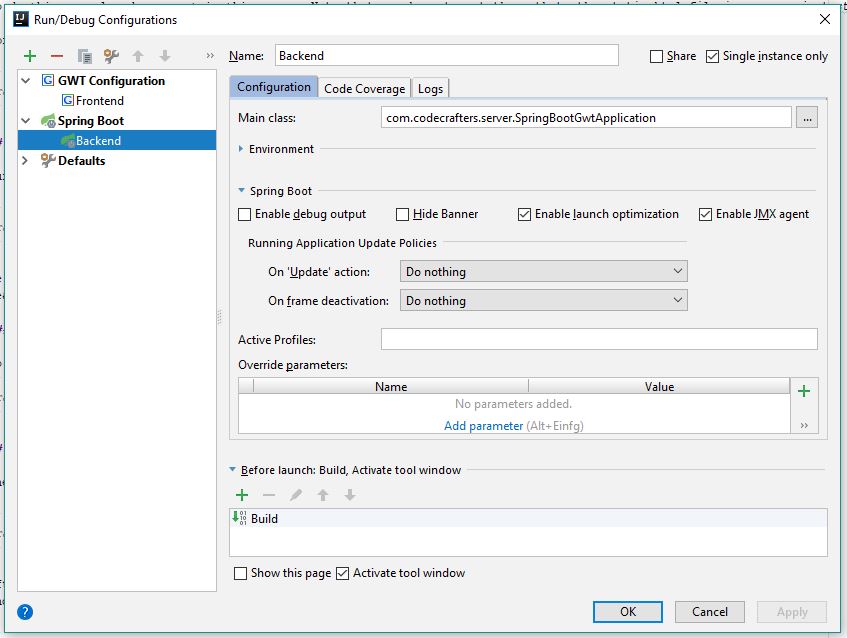 Run/Debug Configurations
Name: Backend Share Single instance only
GWT Configuration
Frontend
Spring Boot
Backend
Defaults
Configuration Code Coverage Logs
Main class: com.codecrafters.server.SpringBootGwtApplication ...
Environment
Spring Boot
Enable debug output Hide Banner Enable launch optimization Enable JMX agent
Running Application Update Policies
On 'Update' action: Do nothing
On frame deactivation: Do nothing
Active Profiles:
Override parameters:
Name Value
No parameters added.
Add parameter (Alt+Einfg)
Before launch: Build, Activate tool window
Build
Show this page Activate tool window
OK Cancel Apply